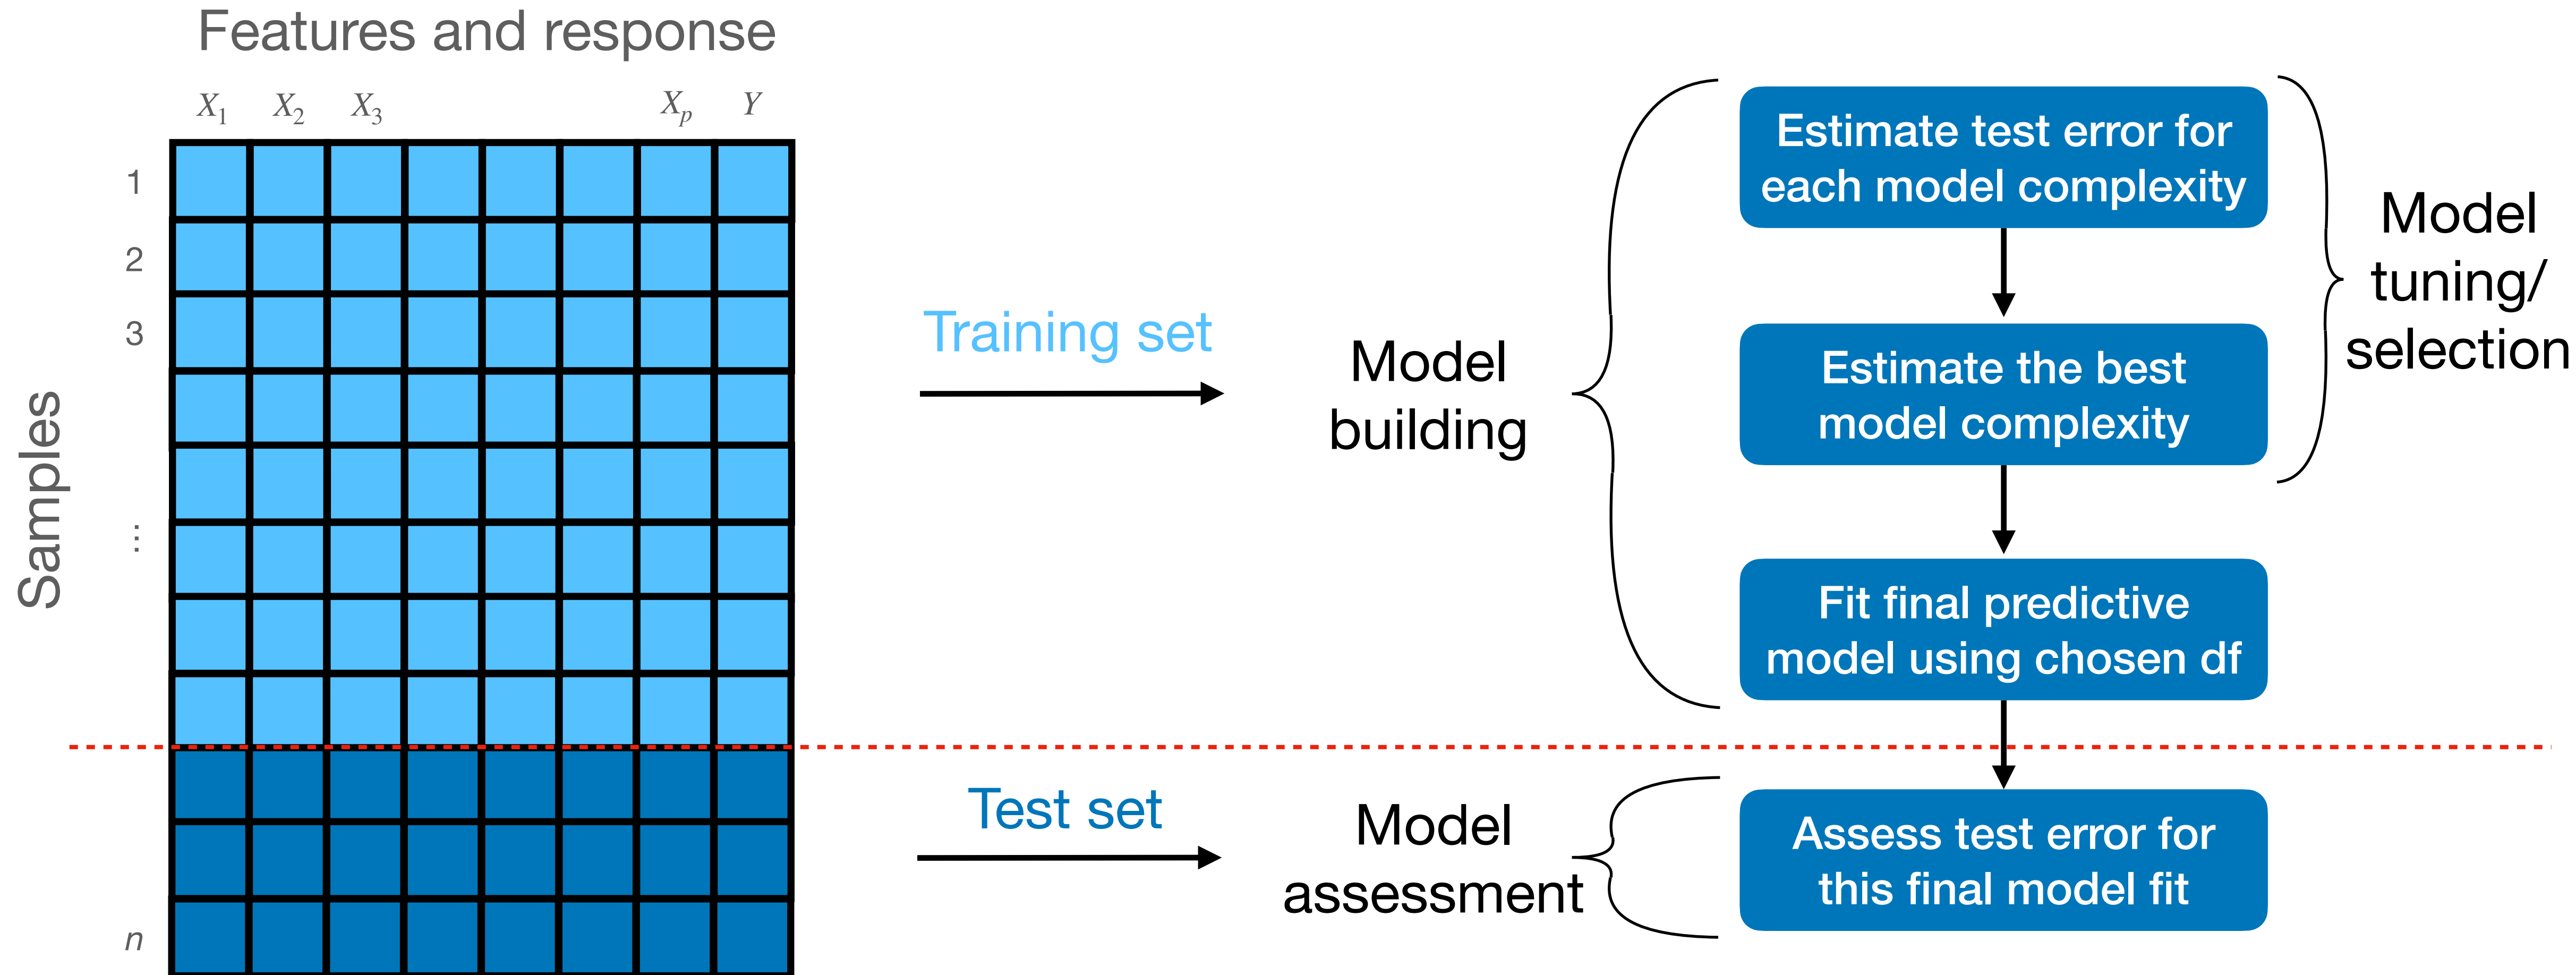 Features and response
X₁ X₂ X₃ Xₚ Y
Samples
1
2
3
⋮
n
Training set
Test set
Model
building
Model
assessment
Estimate test error for
each model complexity
Estimate the best
model complexity
Fit final predictive
model using chosen df
Assess test error for
this final model fit
Model
tuning/
selection